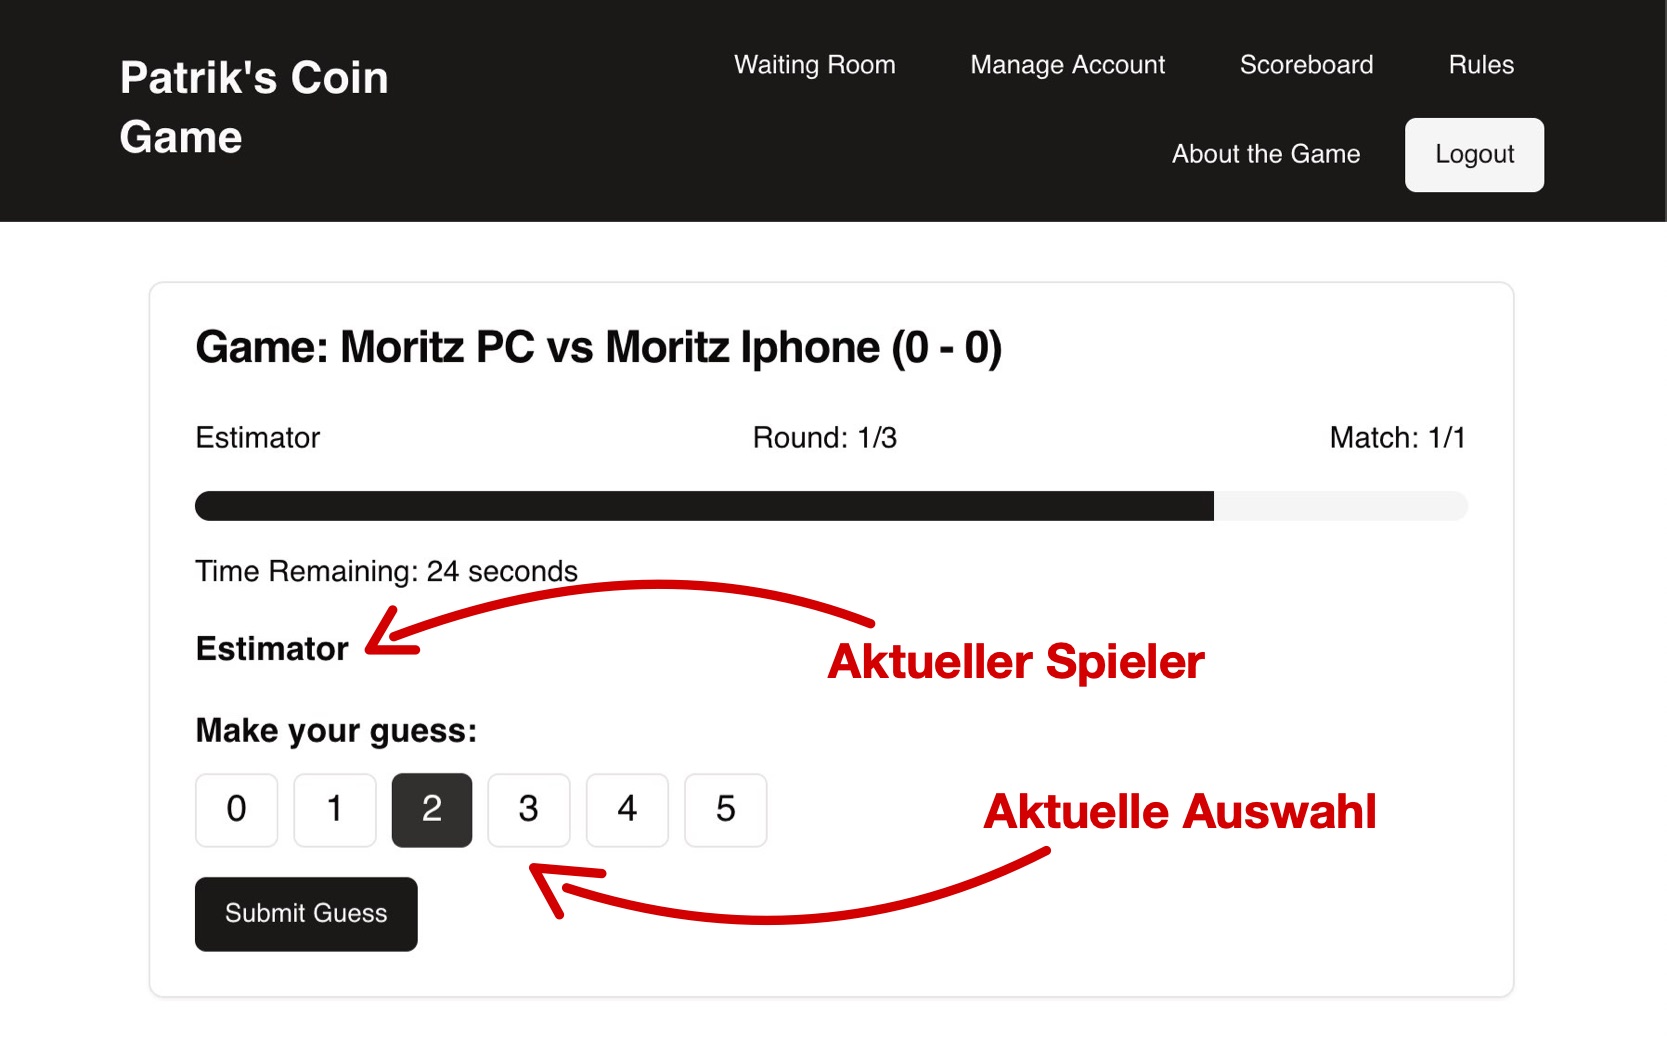 Patrik's Coin
Game
Waiting Room Manage Account Scoreboard Rules
About the Game Logout
Game: Moritz PC vs Moritz Iphone (0 - 0)
Estimator Round: 1/3 Match: 1/1
Time Remaining: 24 seconds
Estimator
Aktueller Spieler
Make your guess:
0 1 2 3 4 5
Aktuelle Auswahl
Submit Guess